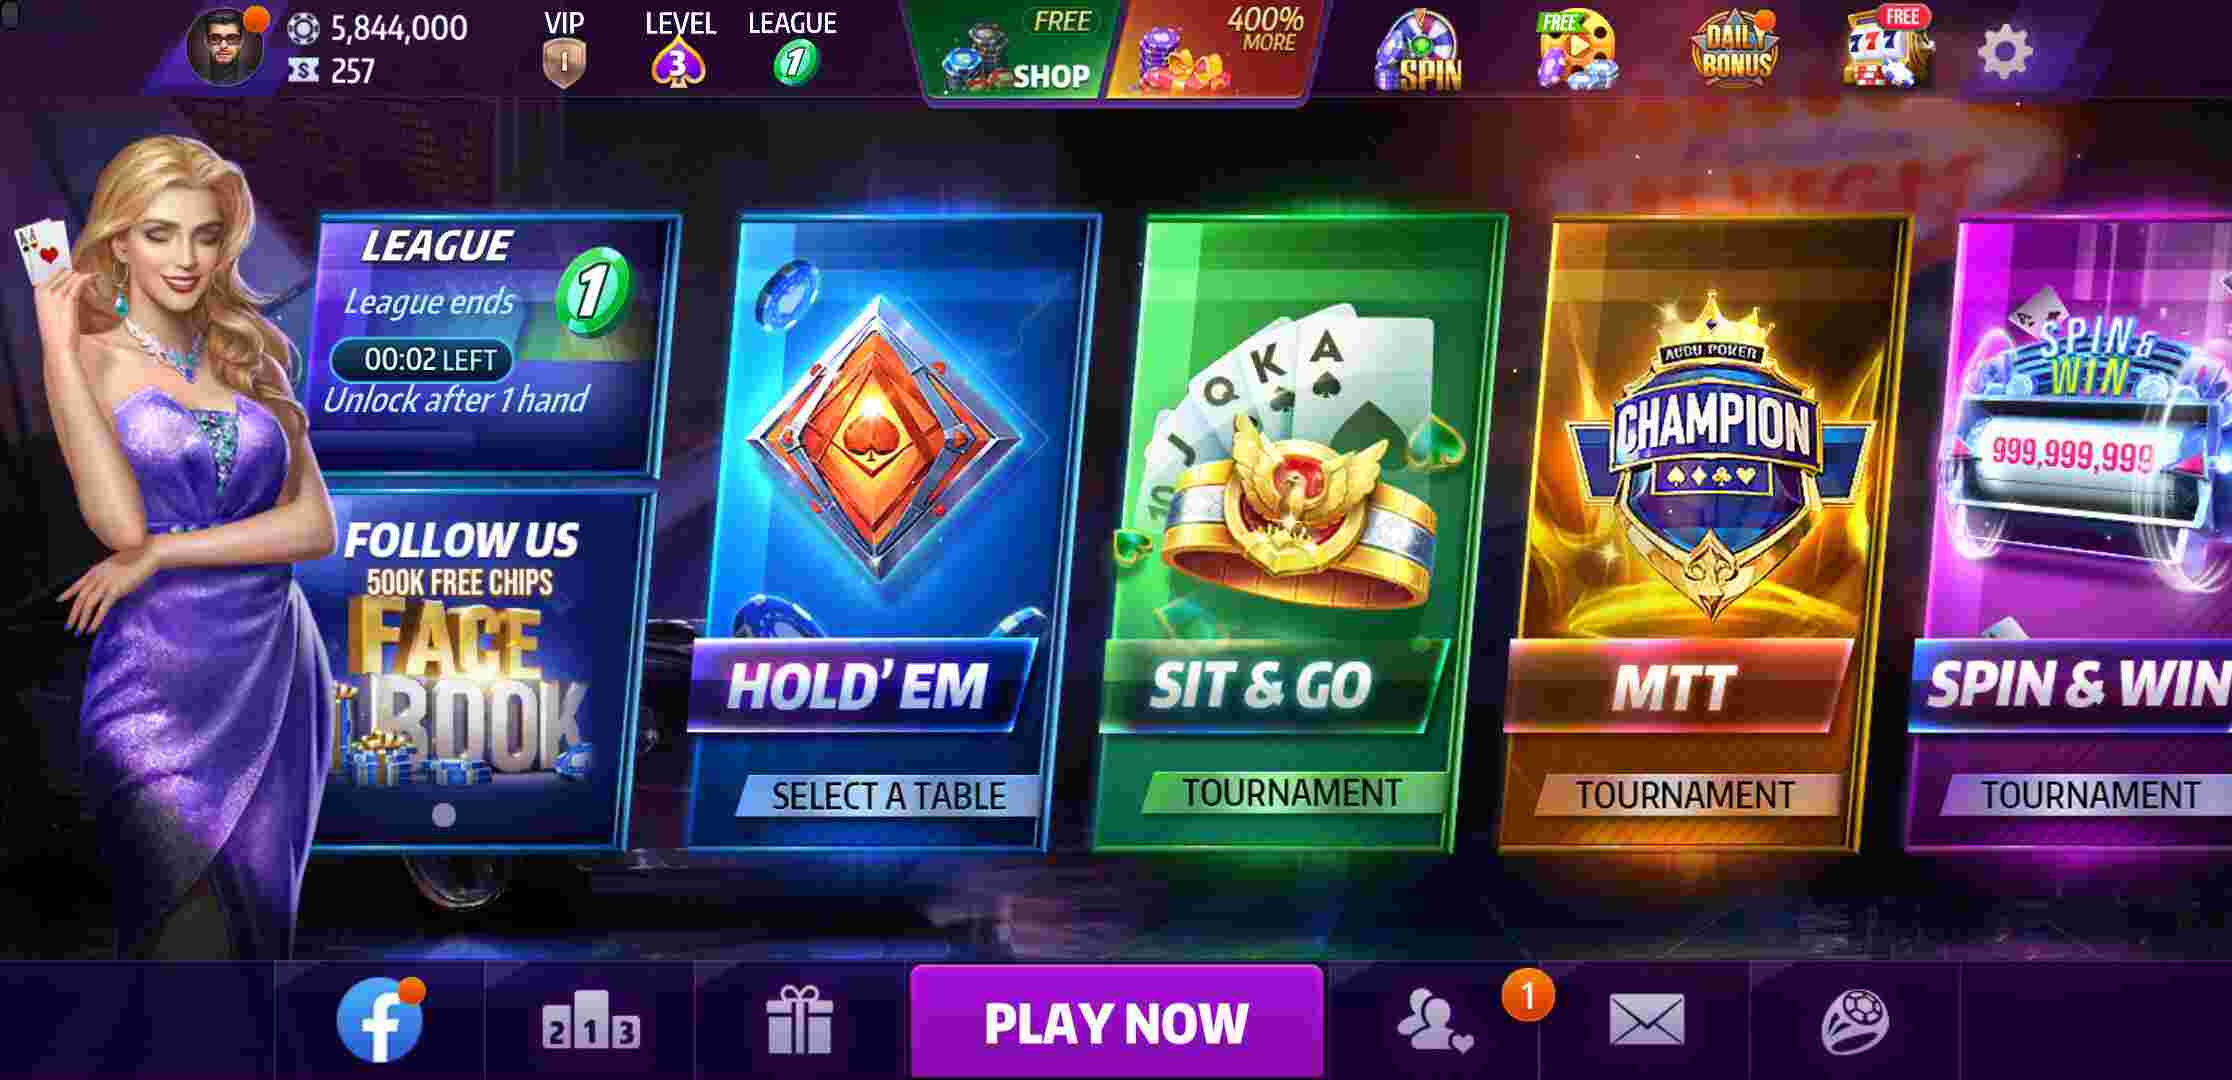 5,844,000
257
VIP
1
LEVEL
3
LEAGUE
1
FREE
SHOP
400%
MORE
SPIN
FREE
DAILY
BONUS
FREE
777
LEAGUE
1
League ends
00:02 LEFT
Unlock after 1 hand
FOLLOW US
500K FREE CHIPS
FACE
BOOK
HOLD'EM
SELECT A TABLE
10 J Q K A
SIT & GO
TOURNAMENT
AUDU POKER
CHAMPION
MTT
TOURNAMENT
SPIN &
WIN
999,999,999
SPIN & WIN
TOURNAMENT
f
2 1 3
PLAY NOW
1